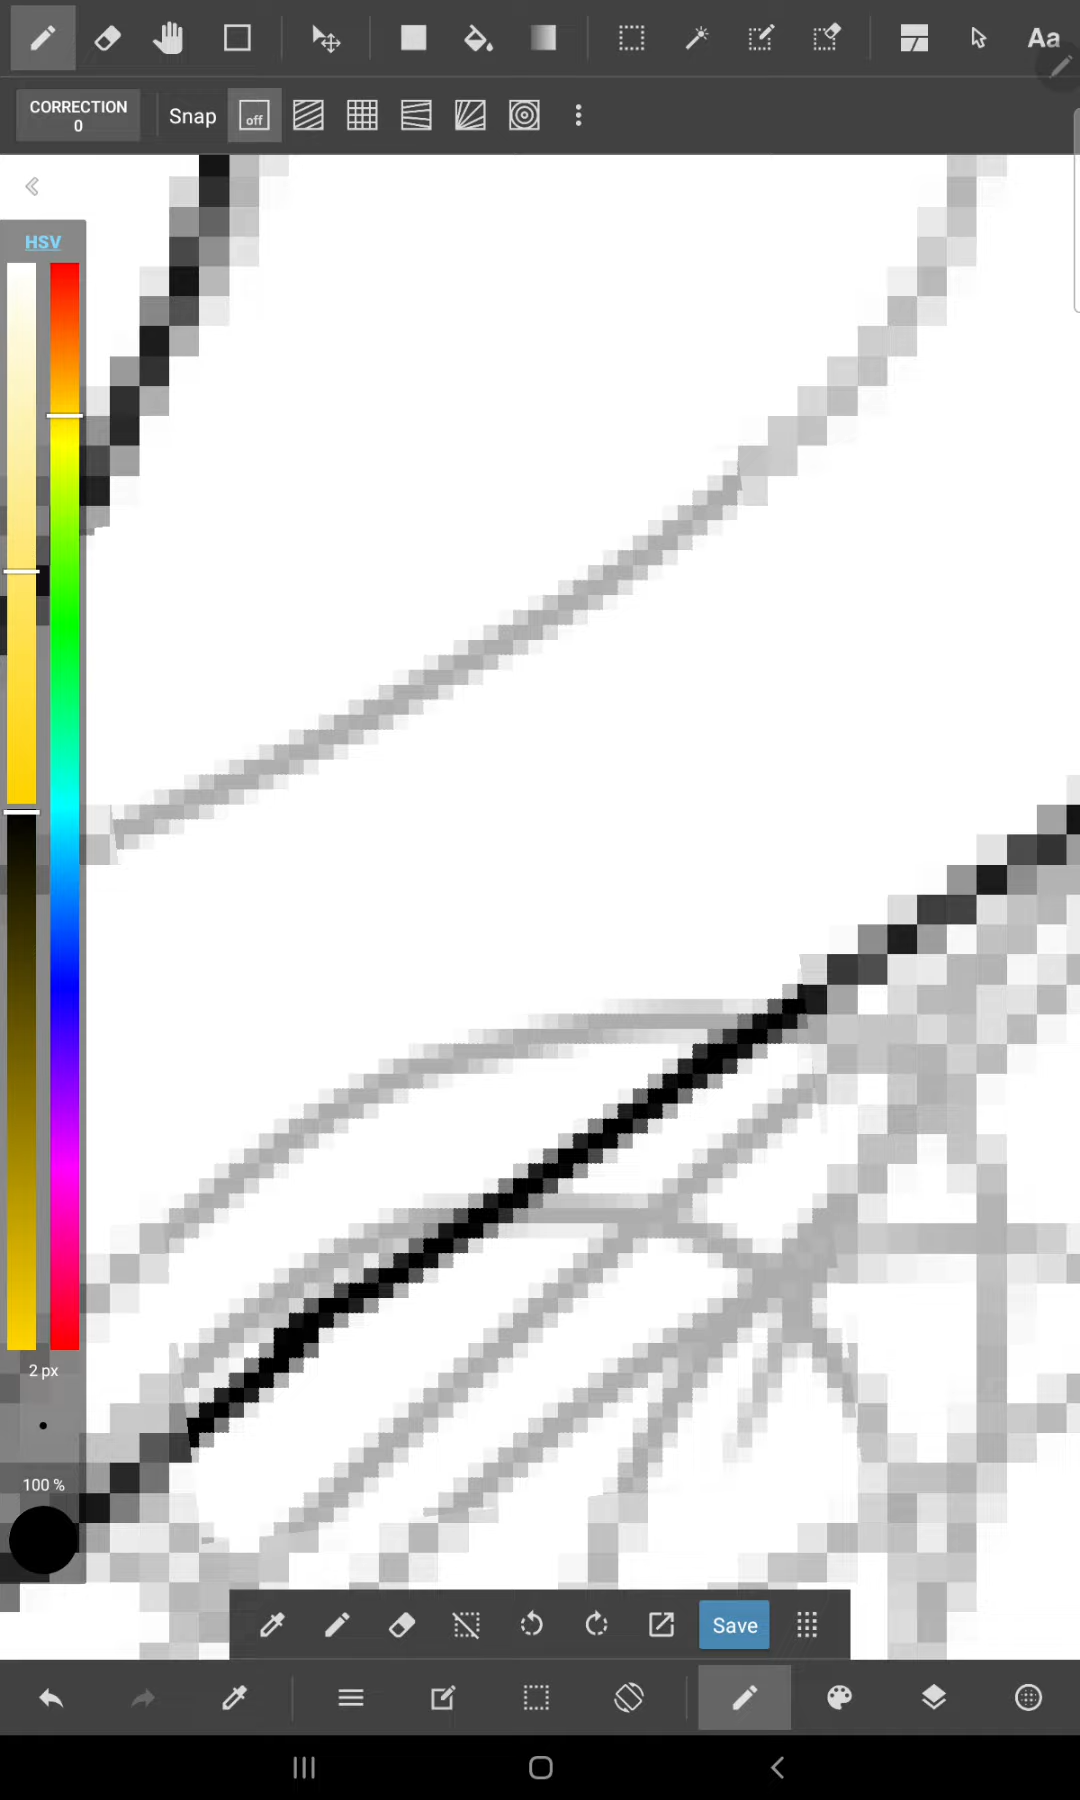 Aa
CORRECTION
0
Snap
off
HSV
2 px
100 %
Save